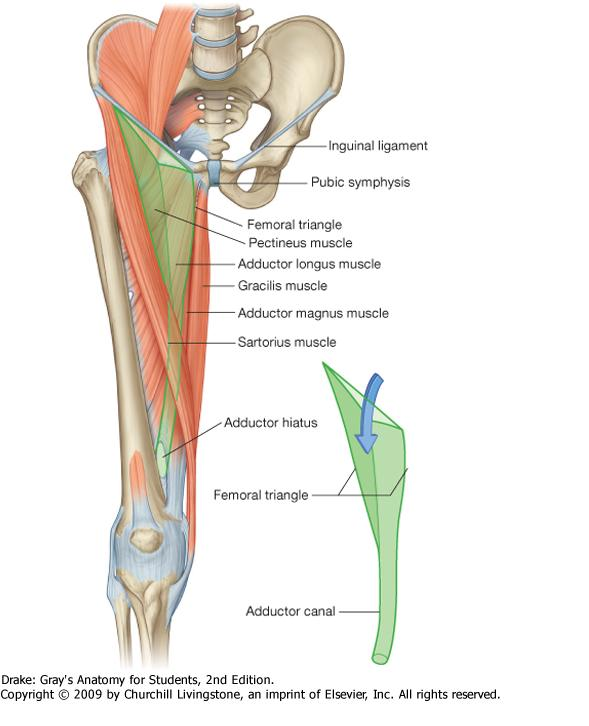 Inguinal ligament
Pubic symphysis
Femoral triangle
Pectineus muscle
Adductor longus muscle
Gracilis muscle
Adductor magnus muscle
Sartorius muscle
Adductor hiatus
Femoral triangle
Adductor canal
Drake: Gray's Anatomy for Students, 2nd Edition.
Copyright © 2009 by Churchill Livingstone, an imprint of Elsevier, Inc. All rights reserved.